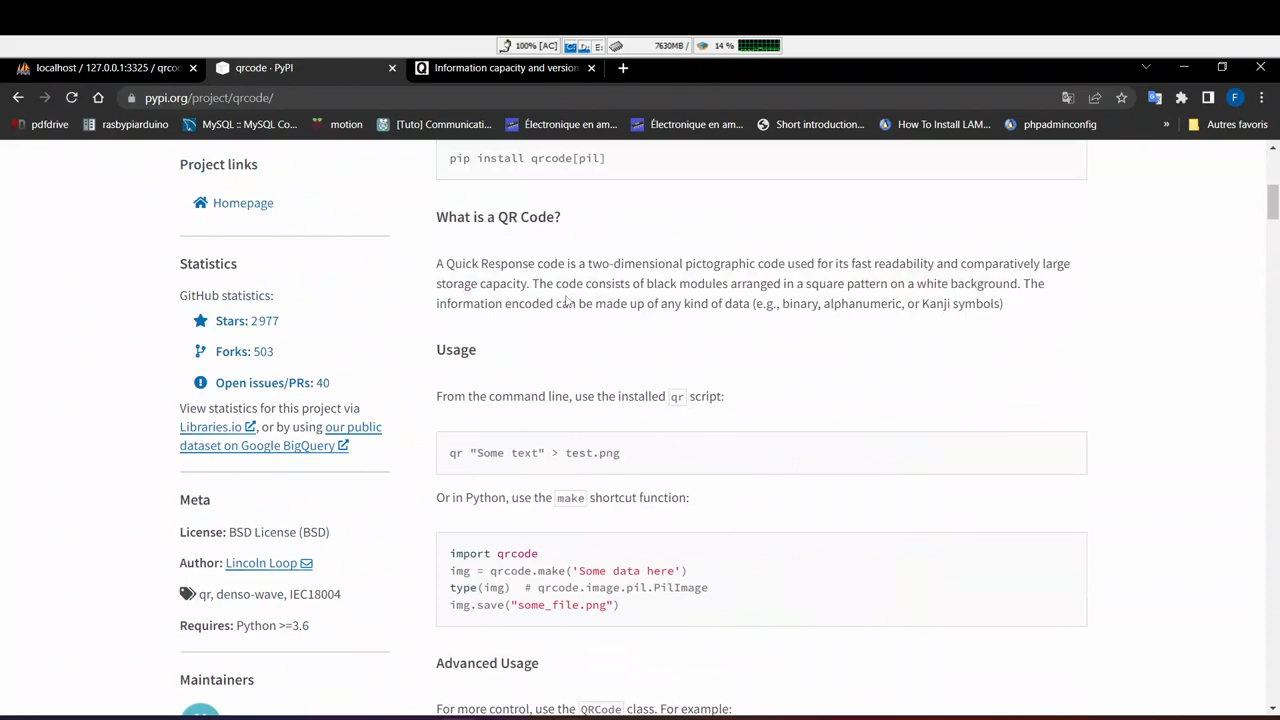 100% [AC]
7630MB /
14 %
localhost / 127.0.0.1:3325 / qrcod
qrcode · PyPI
Information capacity and version
pypi.org/project/qrcode/
F
pdfdrive
rasbypiarduino
MySQL :: MySQL Co...
motion
[Tuto] Communicati...
Électronique en am...
Électronique en am...
Short introduction...
How To Install LAM...
phpadminconfig
»
Autres favoris
Project links
Homepage
Statistics
GitHub statistics:
Stars: 2 977
Forks: 503
Open issues/PRs: 40
View statistics for this project via
Libraries.io, or by using our public
dataset on Google BigQuery
Meta
License: BSD License (BSD)
Author: Lincoln Loop
qr, denso-wave, IEC18004
Requires: Python >=3.6
Maintainers
pip install qrcode[pil]
What is a QR Code?
A Quick Response code is a two-dimensional pictographic code used for its fast readability and comparatively large
storage capacity. The code consists of black modules arranged in a square pattern on a white background. The
information encoded can be made up of any kind of data (e.g., binary, alphanumeric, or Kanji symbols)
Usage
From the command line, use the installed qr script:
qr "Some text" > test.png
Or in Python, use the make shortcut function:
import qrcode
img = qrcode.make('Some data here')
type(img)  # qrcode.image.pil.PilImage
img.save("some_file.png")
Advanced Usage
For more control, use the QRCode class. For example: